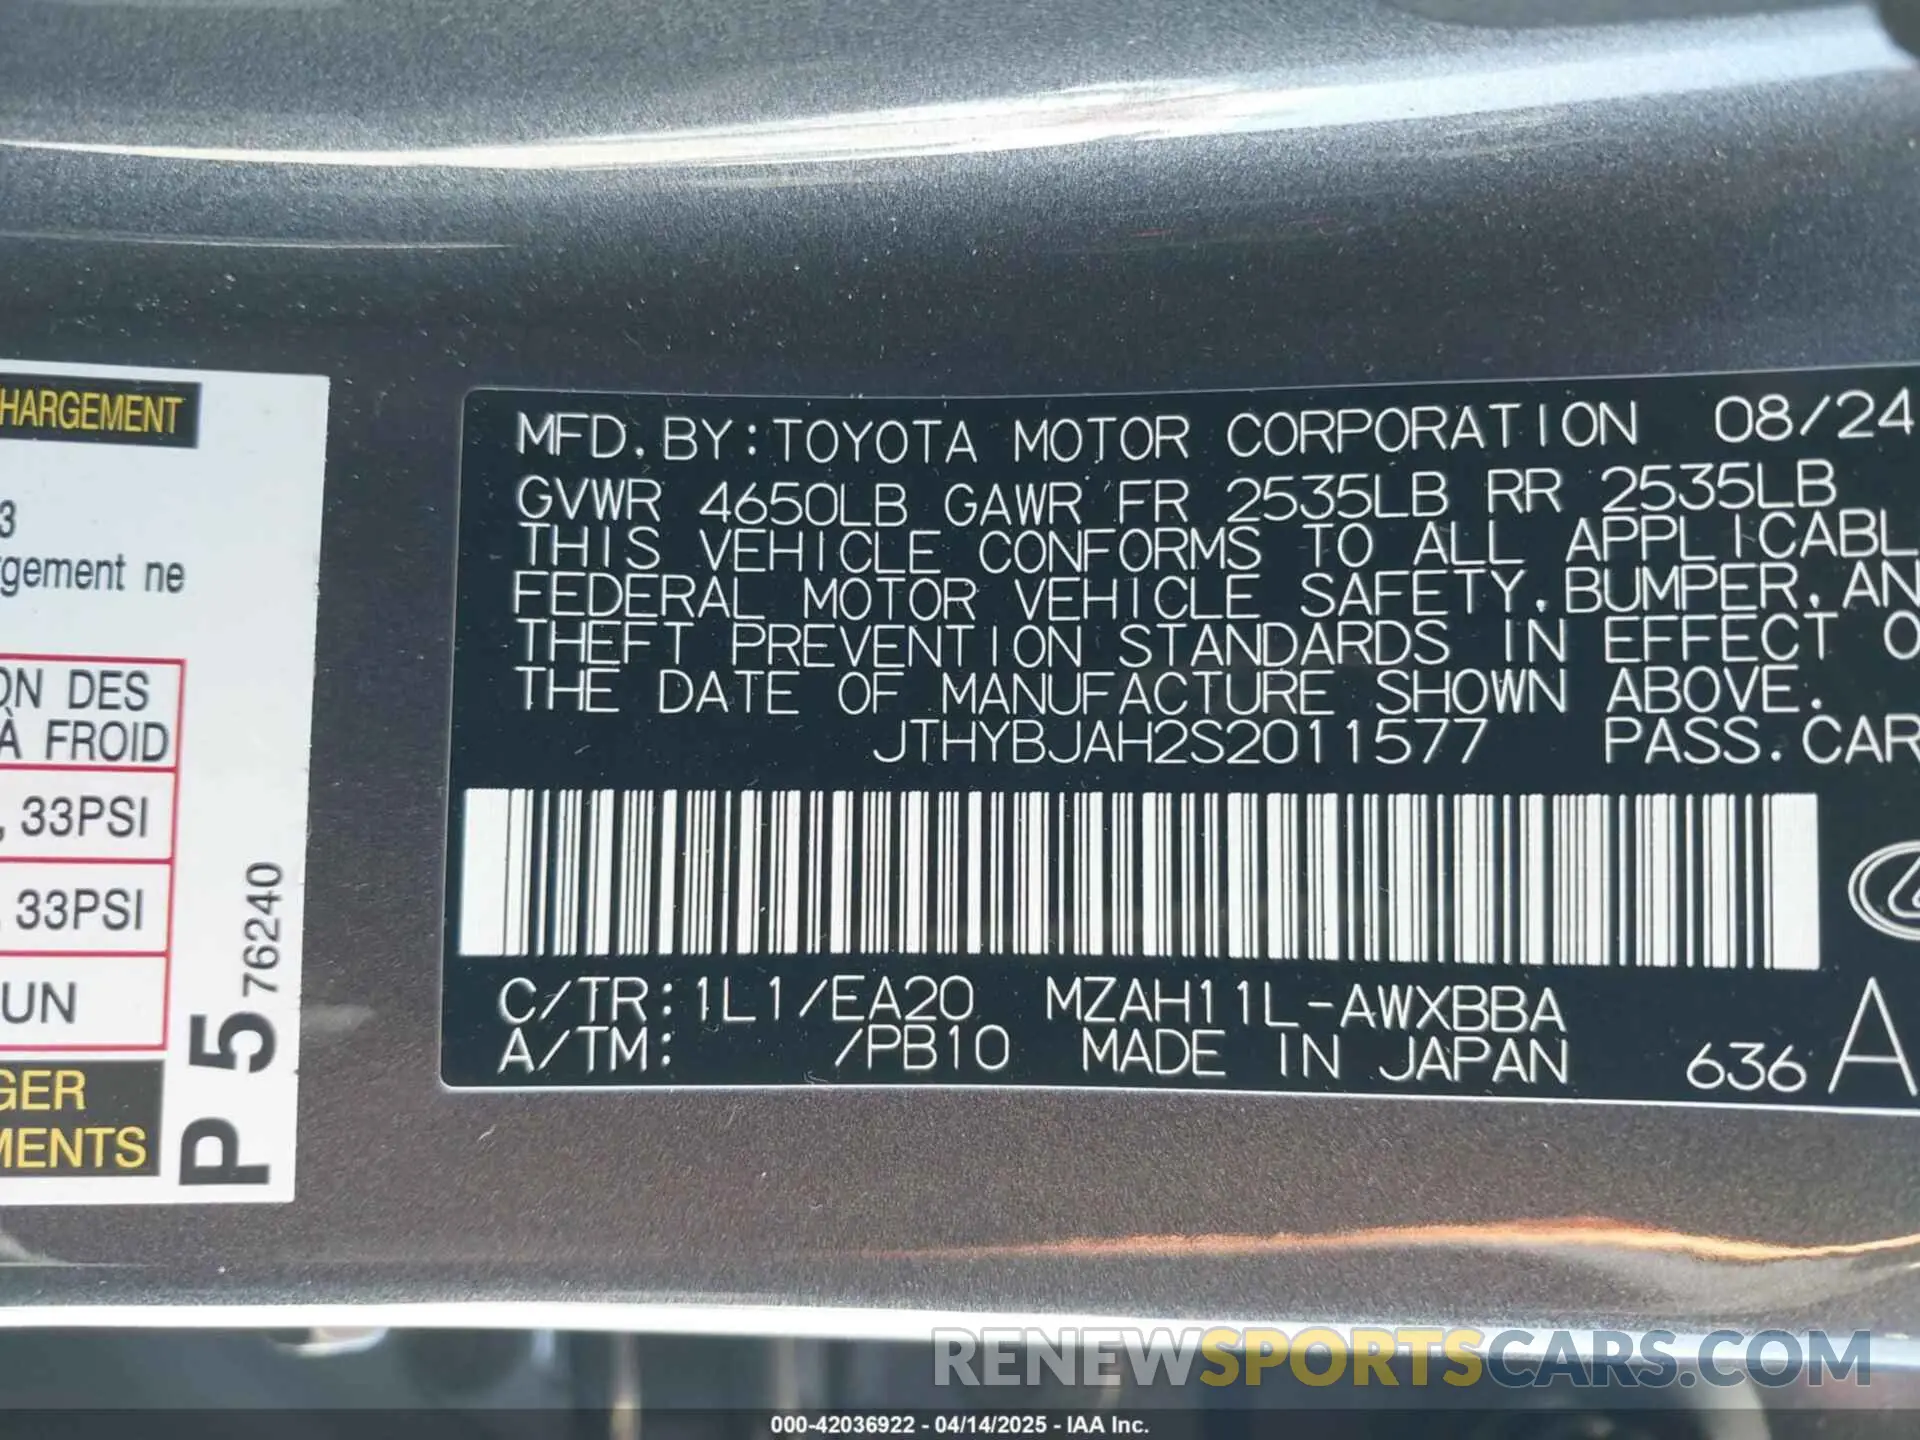 HARGEMENT
3
rgement ne
ON DES
À FROID
, 33PSI
, 33PSI
UN
GER
MENTS
P 5 76240
MFD. BY: TOYOTA MOTOR CORPORATION 08/24
GVWR 4650LB GAWR FR 2535LB RR 2535LB
THIS VEHICLE CONFORMS TO ALL APPLICABL
FEDERAL MOTOR VEHICLE SAFETY, BUMPER, AN
THEFT PREVENTION STANDARDS IN EFFECT O
THE DATE OF MANUFACTURE SHOWN ABOVE.
JTHYBJAH2S2011577 PASS. CAR
C/TR: 1L1/EA20 MZAH11L-AWXBBA
A/TM: /PB10 MADE IN JAPAN 636 A
RENEWSPORTSCARS.COM
000-42036922 - 04/14/2025 - IAA Inc.